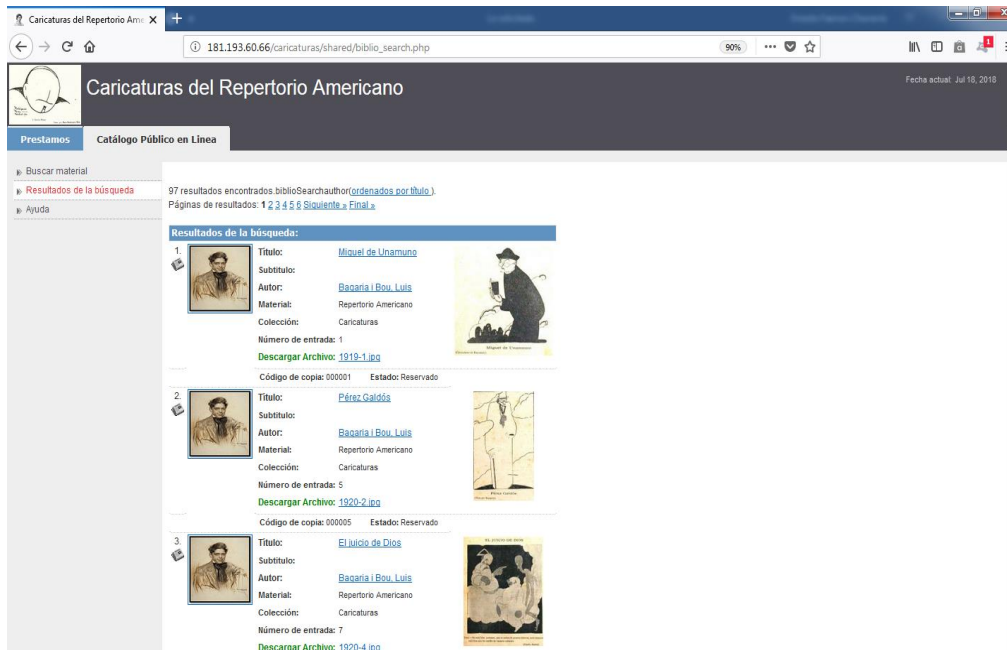 Caricaturas del Repertorio Ame
181.193.60.66/caricaturas/shared/biblio_search.php
90%
1
Caricaturas del Repertorio Americano
Fecha actual: Jul 18, 2018
Prestamos
Catálogo Público en Linea
Buscar material
Resultados de la búsqueda
Ayuda
97 resultados encontrados.biblioSearchauthor(ordenados por título ).
Páginas de resultados: 1 2 3 4 5 6 Siguiente » Final »
Resultados de la búsqueda:
1.
Título: Miguel de Unamuno
Subtitulo:
Autor: Bagaria i Bou, Luis
Material: Repertorio Americano
Colección: Caricaturas
Número de entrada: 1
Descargar Archivo: 1919-1.jpg
Miguel de Unamuno
Código de copia: 000001 Estado: Reservado
2.
Título: Pérez Galdós
Subtitulo:
Autor: Bagaria i Bou, Luis
Material: Repertorio Americano
Colección: Caricaturas
Número de entrada: 5
Descargar Archivo: 1920-2.jpg
Pérez Galdós
Código de copia: 000005 Estado: Reservado
3.
Título: El juicio de Dios
Subtitulo:
Autor: Bagaria i Bou, Luis
Material: Repertorio Americano
Colección: Caricaturas
Número de entrada: 7
Descargar Archivo: 1920-4.jpg
EL JUICIO DE DIOS